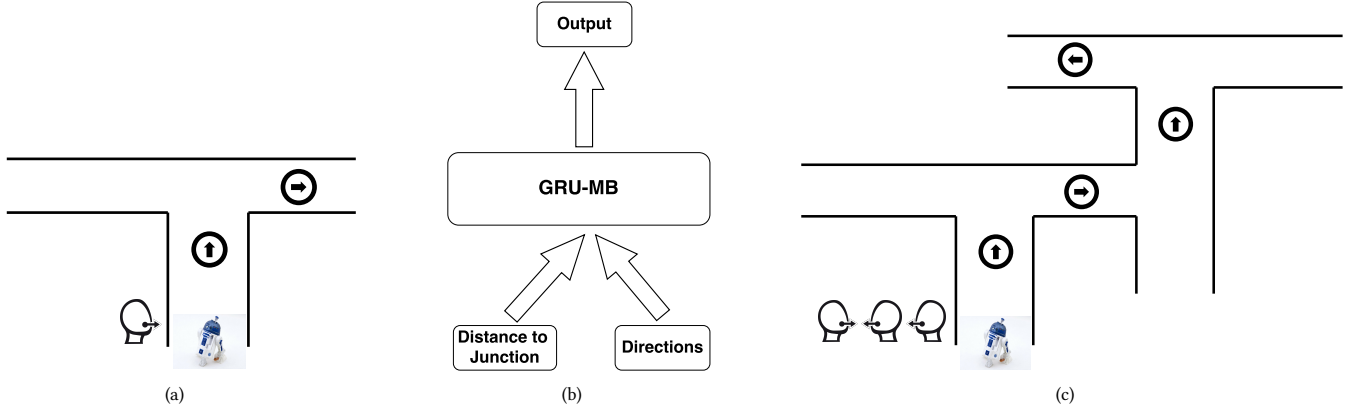 Output
GRU-MB
Distance to
Junction
Directions
(a)
(b)
(c)